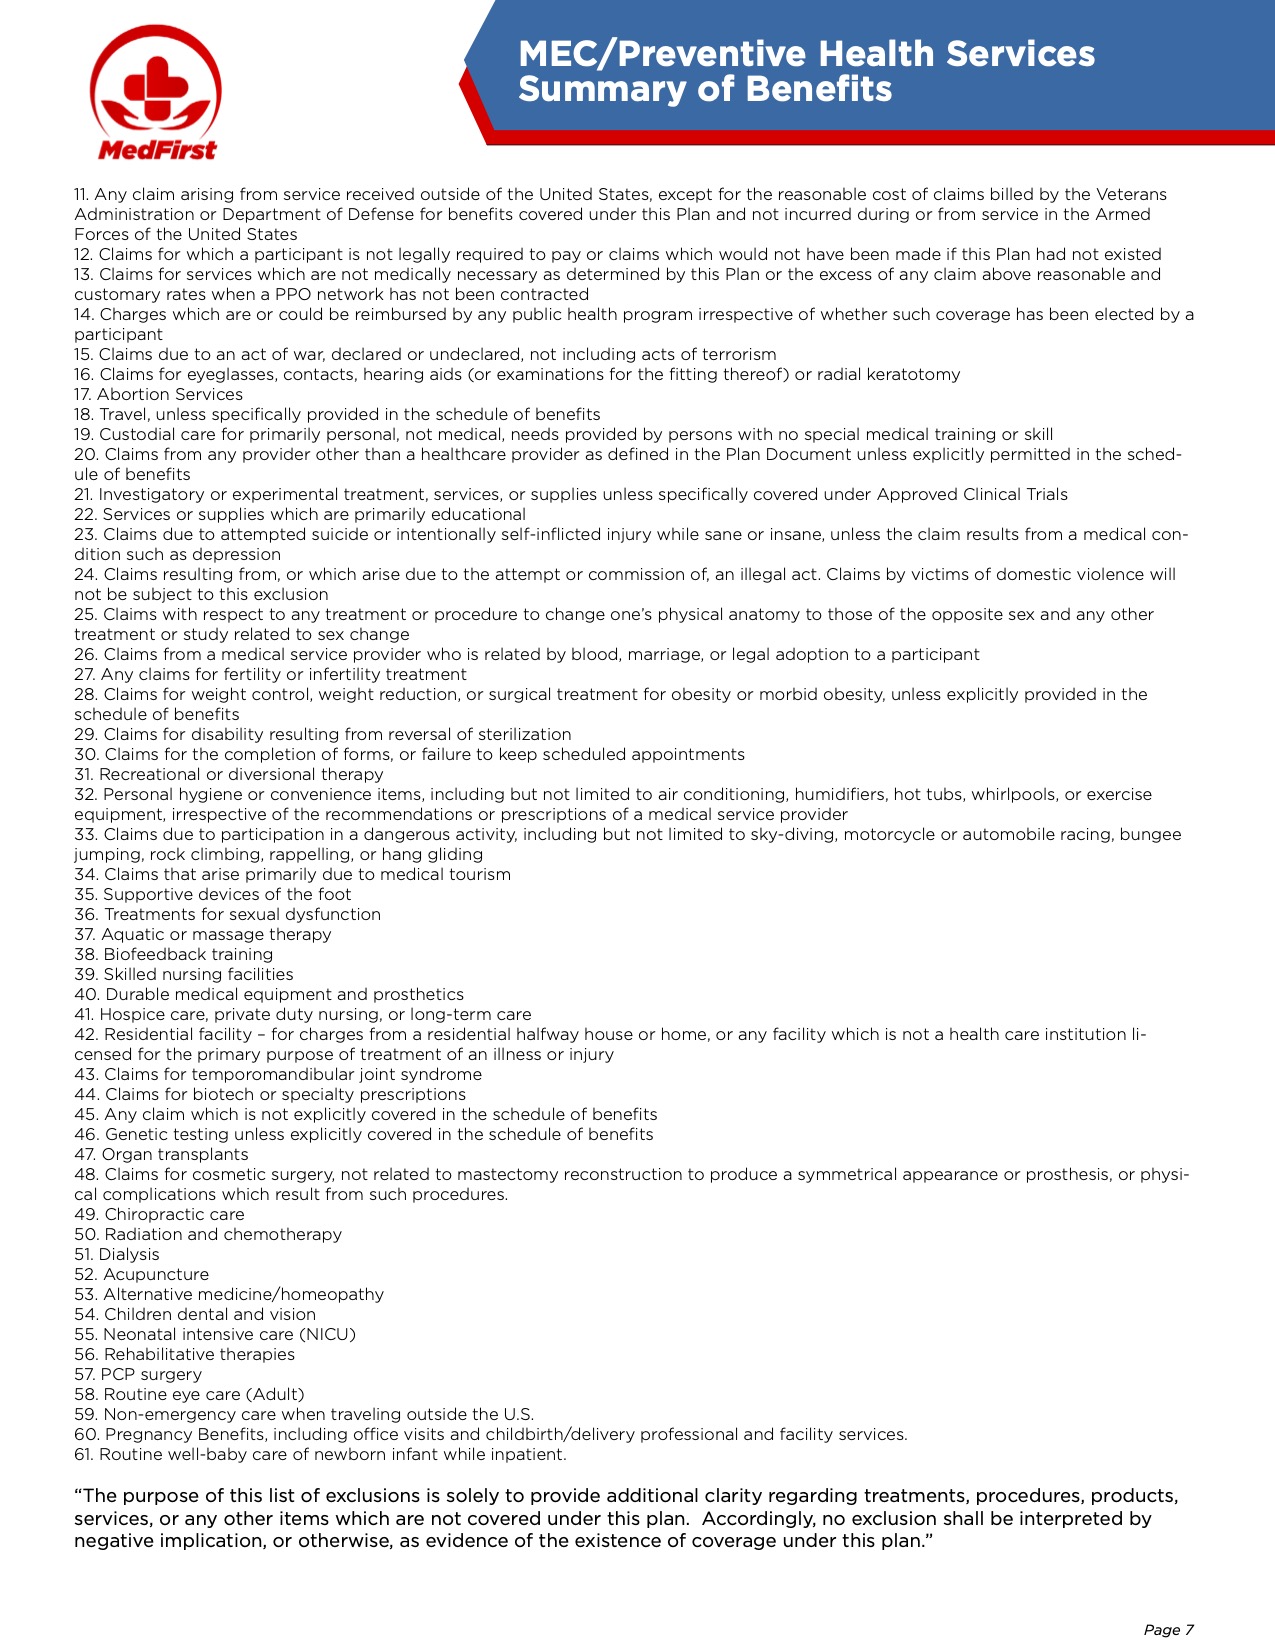 MedFirst
MEC/Preventive Health Services
Summary of Benefits
11. Any claim arising from service received outside of the United States, except for the reasonable cost of claims billed by the Veterans
Administration or Department of Defense for benefits covered under this Plan and not incurred during or from service in the Armed
Forces of the United States
12. Claims for which a participant is not legally required to pay or claims which would not have been made if this Plan had not existed
13. Claims for services which are not medically necessary as determined by this Plan or the excess of any claim above reasonable and
customary rates when a PPO network has not been contracted
14. Charges which are or could be reimbursed by any public health program irrespective of whether such coverage has been elected by a
participant
15. Claims due to an act of war, declared or undeclared, not including acts of terrorism
16. Claims for eyeglasses, contacts, hearing aids (or examinations for the fitting thereof) or radial keratotomy
17. Abortion Services
18. Travel, unless specifically provided in the schedule of benefits
19. Custodial care for primarily personal, not medical, needs provided by persons with no special medical training or skill
20. Claims from any provider other than a healthcare provider as defined in the Plan Document unless explicitly permitted in the sched-
ule of benefits
21. Investigatory or experimental treatment, services, or supplies unless specifically covered under Approved Clinical Trials
22. Services or supplies which are primarily educational
23. Claims due to attempted suicide or intentionally self-inflicted injury while sane or insane, unless the claim results from a medical con-
dition such as depression
24. Claims resulting from, or which arise due to the attempt or commission of, an illegal act. Claims by victims of domestic violence will
not be subject to this exclusion
25. Claims with respect to any treatment or procedure to change one’s physical anatomy to those of the opposite sex and any other
treatment or study related to sex change
26. Claims from a medical service provider who is related by blood, marriage, or legal adoption to a participant
27. Any claims for fertility or infertility treatment
28. Claims for weight control, weight reduction, or surgical treatment for obesity or morbid obesity, unless explicitly provided in the
schedule of benefits
29. Claims for disability resulting from reversal of sterilization
30. Claims for the completion of forms, or failure to keep scheduled appointments
31. Recreational or diversional therapy
32. Personal hygiene or convenience items, including but not limited to air conditioning, humidifiers, hot tubs, whirlpools, or exercise
equipment, irrespective of the recommendations or prescriptions of a medical service provider
33. Claims due to participation in a dangerous activity, including but not limited to sky-diving, motorcycle or automobile racing, bungee
jumping, rock climbing, rappelling, or hang gliding
34. Claims that arise primarily due to medical tourism
35. Supportive devices of the foot
36. Treatments for sexual dysfunction
37. Aquatic or massage therapy
38. Biofeedback training
39. Skilled nursing facilities
40. Durable medical equipment and prosthetics
41. Hospice care, private duty nursing, or long-term care
42. Residential facility – for charges from a residential halfway house or home, or any facility which is not a health care institution li-
censed for the primary purpose of treatment of an illness or injury
43. Claims for temporomandibular joint syndrome
44. Claims for biotech or specialty prescriptions
45. Any claim which is not explicitly covered in the schedule of benefits
46. Genetic testing unless explicitly covered in the schedule of benefits
47. Organ transplants
48. Claims for cosmetic surgery, not related to mastectomy reconstruction to produce a symmetrical appearance or prosthesis, or physi-
cal complications which result from such procedures.
49. Chiropractic care
50. Radiation and chemotherapy
51. Dialysis
52. Acupuncture
53. Alternative medicine/homeopathy
54. Children dental and vision
55. Neonatal intensive care (NICU)
56. Rehabilitative therapies
57. PCP surgery
58. Routine eye care (Adult)
59. Non-emergency care when traveling outside the U.S.
60. Pregnancy Benefits, including office visits and childbirth/delivery professional and facility services.
61. Routine well-baby care of newborn infant while inpatient.
“The purpose of this list of exclusions is solely to provide additional clarity regarding treatments, procedures, products,
services, or any other items which are not covered under this plan.  Accordingly, no exclusion shall be interpreted by
negative implication, or otherwise, as evidence of the existence of coverage under this plan.”
Page 7